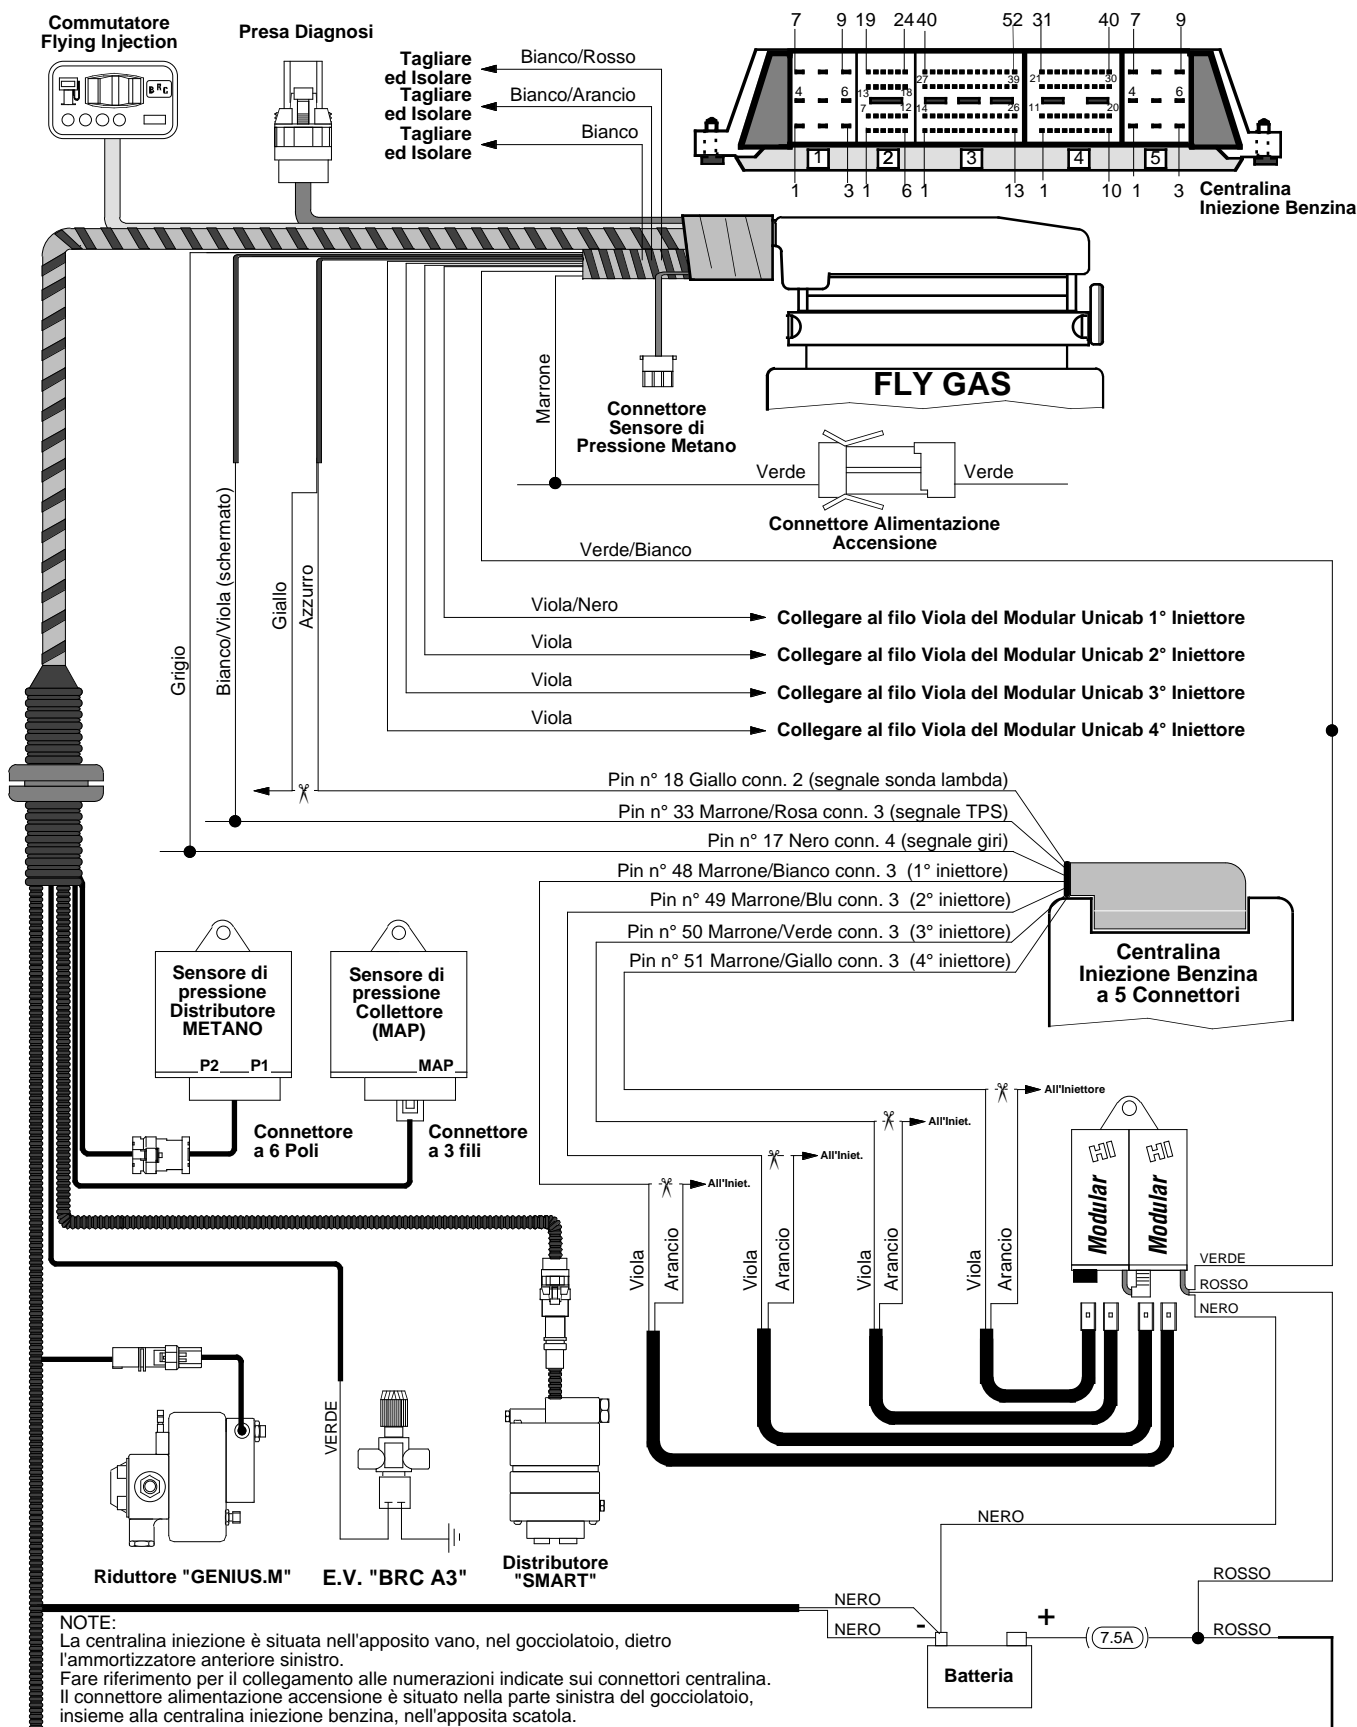 Commutatore
Flying Injection
BRC
Presa Diagnosi
Tagliare
ed Isolare
Bianco/Rosso
Tagliare
ed Isolare
Bianco/Arancio
Tagliare
ed Isolare
Bianco
7 9 19 24 40 52 31 40 7 9
27 39 21 30
4 6 13 18 4 6
7 12 14 26 11 20
1 2 3 4 5
1 3 1 6 1 13 1 10 1 3
Centralina
Iniezione Benzina
FLY GAS
Marrone
Connettore
Sensore di
Pressione Metano
Verde
Verde
Connettore Alimentazione
Accensione
Verde/Bianco
Grigio
Bianco/Viola (schermato)
Giallo
Azzurro
Viola/Nero
Collegare al filo Viola del Modular Unicab 1° Iniettore
Viola
Collegare al filo Viola del Modular Unicab 2° Iniettore
Viola
Collegare al filo Viola del Modular Unicab 3° Iniettore
Viola
Collegare al filo Viola del Modular Unicab 4° Iniettore
Pin n° 18 Giallo conn. 2 (segnale sonda lambda)
Pin n° 33 Marrone/Rosa conn. 3 (segnale TPS)
Pin n° 17 Nero conn. 4 (segnale giri)
Pin n° 48 Marrone/Bianco conn. 3 (1° iniettore)
Pin n° 49 Marrone/Blu conn. 3 (2° iniettore)
Pin n° 50 Marrone/Verde conn. 3 (3° iniettore)
Pin n° 51 Marrone/Giallo conn. 3 (4° iniettore)
Centralina
Iniezione Benzina
a 5 Connettori
Sensore di
pressione
Distributore
METANO
P2 P1
Sensore di
pressione
Collettore
(MAP)
MAP
Connettore
a 6 Poli
Connettore
a 3 fili
All'Iniettore
All'Iniet.
All'Iniet.
All'Iniet.
Viola
Arancio
Viola
Arancio
Viola
Arancio
Viola
Arancio
HI
Modular
HI
Modular
VERDE
ROSSO
NERO
VERDE
Riduttore "GENIUS.M"
E.V. "BRC A3"
Distributore
"SMART"
NERO
ROSSO
NERO
NERO
- +
7.5A
ROSSO
Batteria
NOTE:
La centralina iniezione è situata nell'apposito vano, nel gocciolatoio, dietro
l'ammortizzatore anteriore sinistro.
Fare riferimento per il collegamento alle numerazioni indicate sui connettori centralina.
Il connettore alimentazione accensione è situato nella parte sinistra del gocciolatoio,
insieme alla centralina iniezione benzina, nell'apposita scatola.